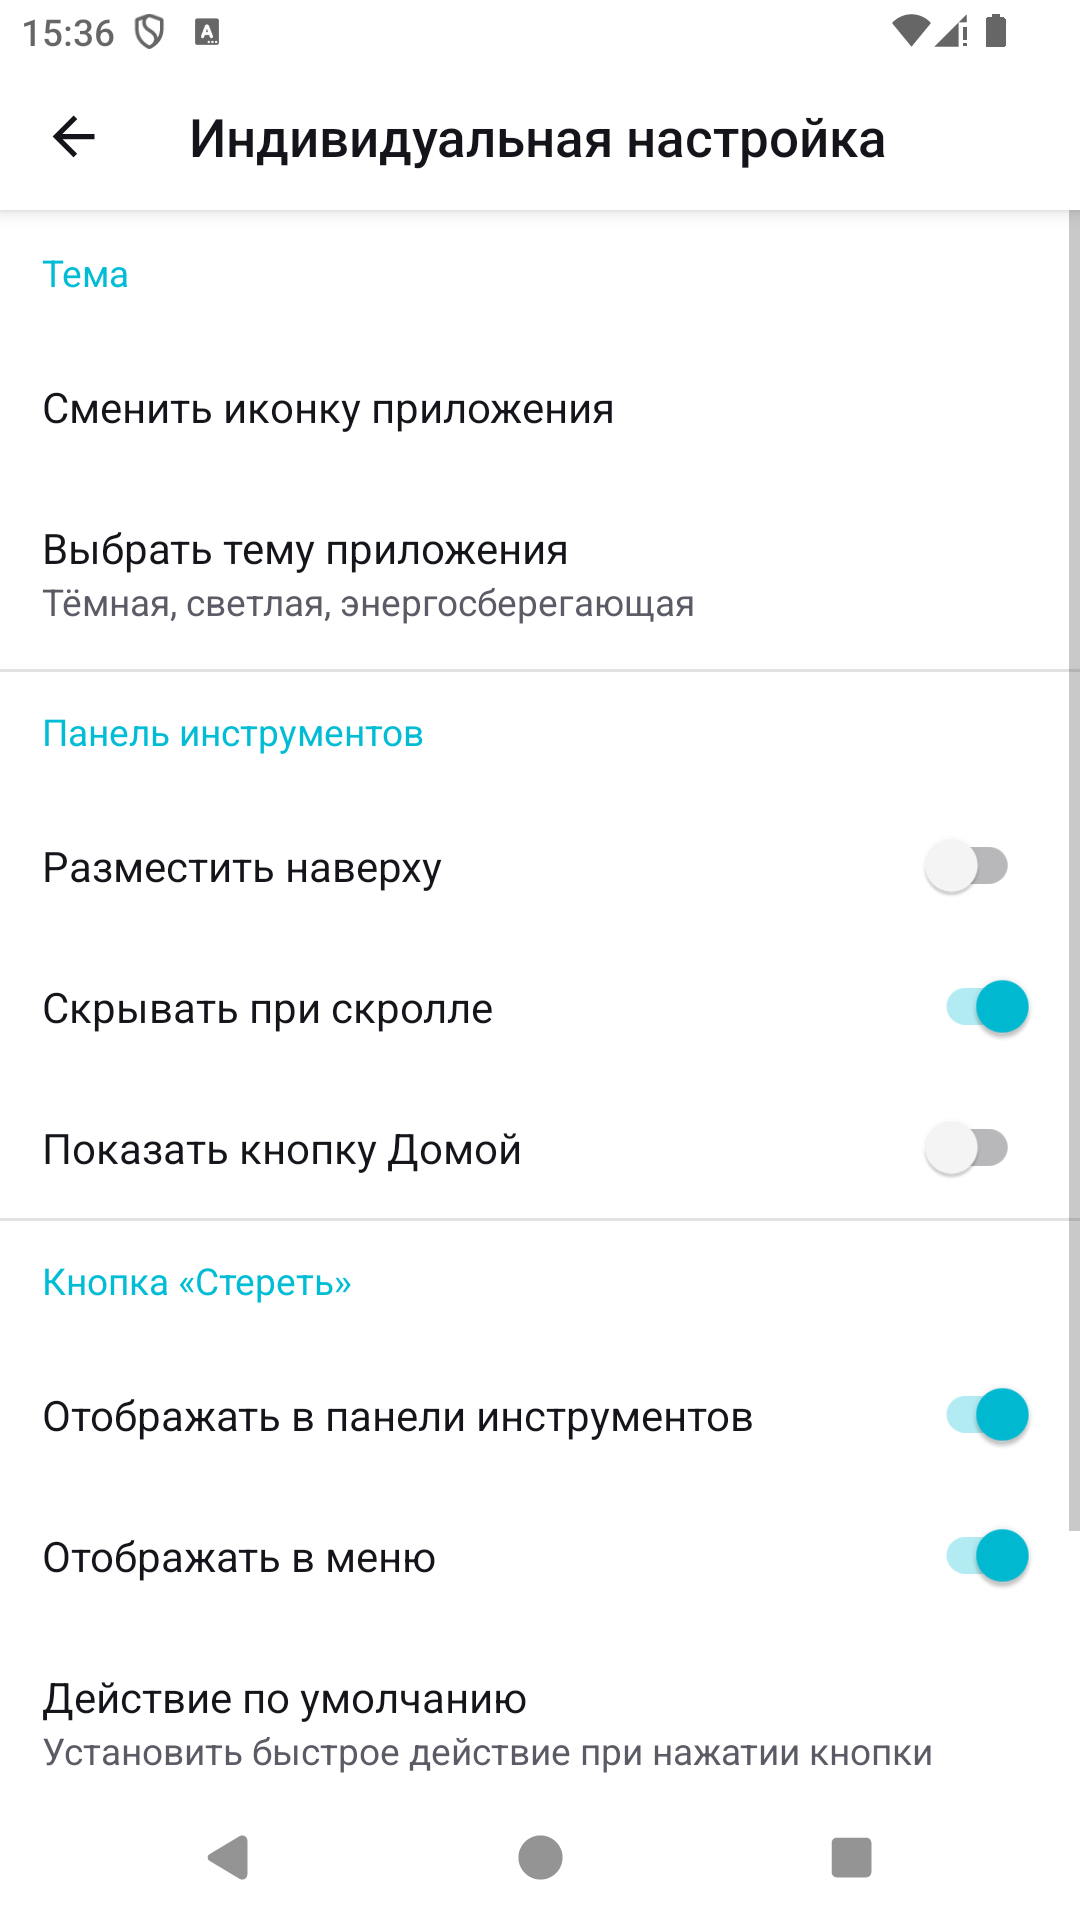 15:36
Индивидуальная настройка
Тема
Сменить иконку приложения
Выбрать тему приложения
Тёмная, светлая, энергосберегающая
Панель инструментов
Разместить наверху
Скрывать при скролле
Показать кнопку Домой
Кнопка «Стереть»
Отображать в панели инструментов
Отображать в меню
Действие по умолчанию
Установить быстрое действие при нажатии кнопки